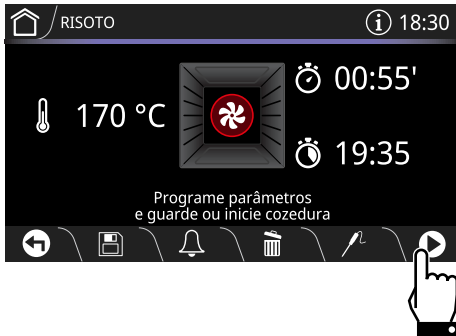 RISOTO
i 18:30
00:55'
170 °C
19:35
Programe parâmetros
e guarde ou inicie cozedura